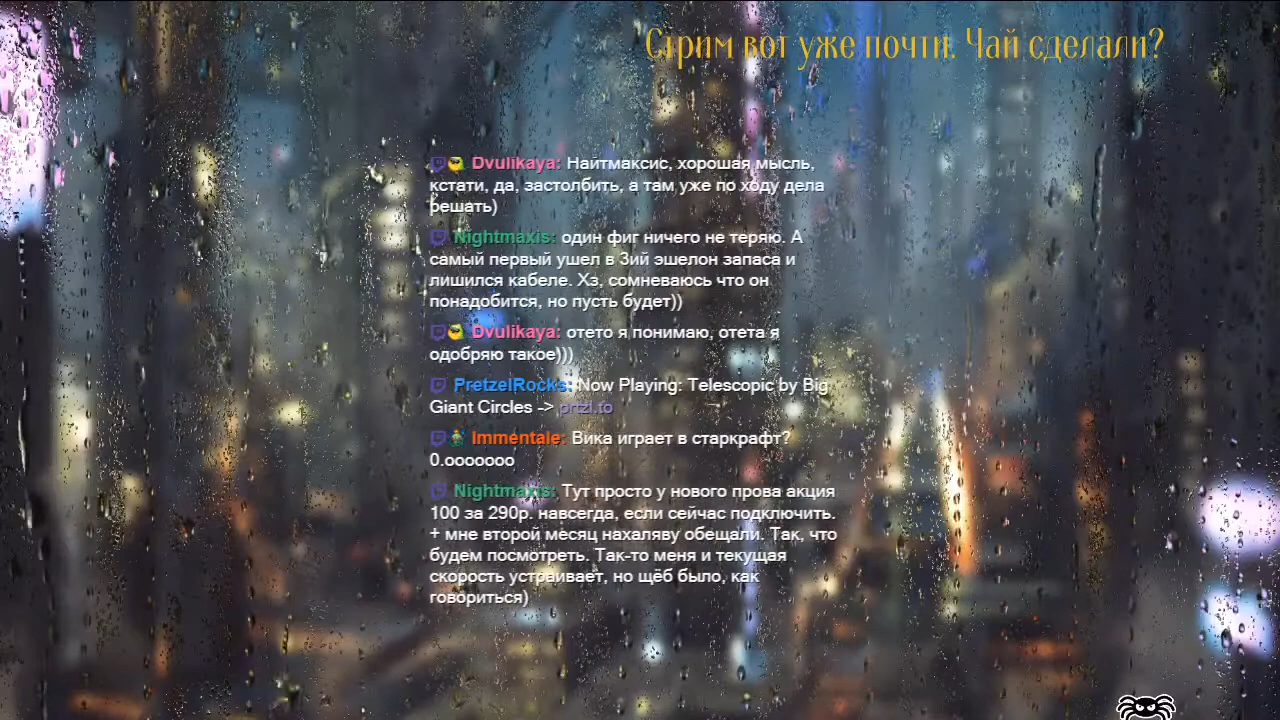 Стрим вот уже почти. Чай сделали?
Dvulikaya: Найтмаксис, хорошая мысль,
кстати, да, застолбить, а там уже по ходу дела
решать)
Nightmaxis: один фиг ничего не теряю. А
самый первый ушел в 3ий эшелон запаса и
лишился кабеле. Хз, сомневаюсь что он
понадобится, но пусть будет))
Dvulikaya: отето я понимаю, отета я
одобряю такое)))
PretzelRocks: Now Playing: Telescopic by Big
Giant Circles -> prtzl.to
Immentale: Вика играет в старкрафт?
0.ooooooo
Nightmaxis: Тут просто у нового прова акция
100 за 290р. навсегда, если сейчас подключить.
+ мне второй месяц нахаляву обещали. Так, что
будем посмотреть. Так-то меня и текущая
скорость устраивает, но щёб было, как
говориться)